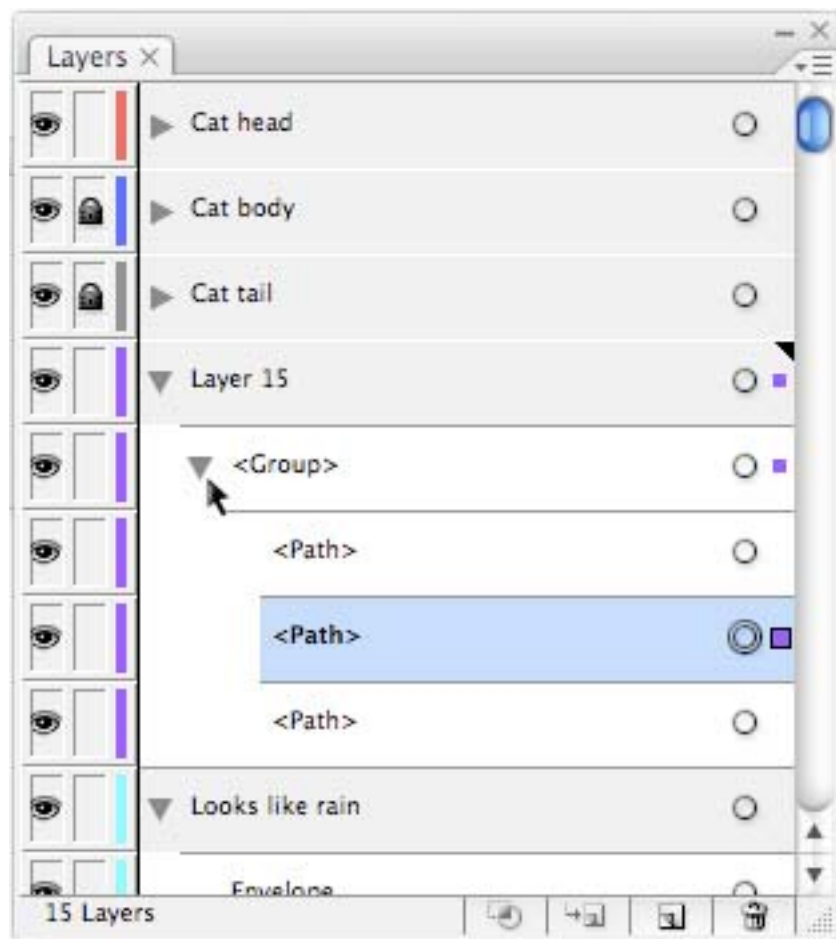 Layers
Cat head
Cat body
Cat tail
Layer 15
<Group>
<Path>
<Path>
<Path>
Looks like rain
Envelope
15 Layers